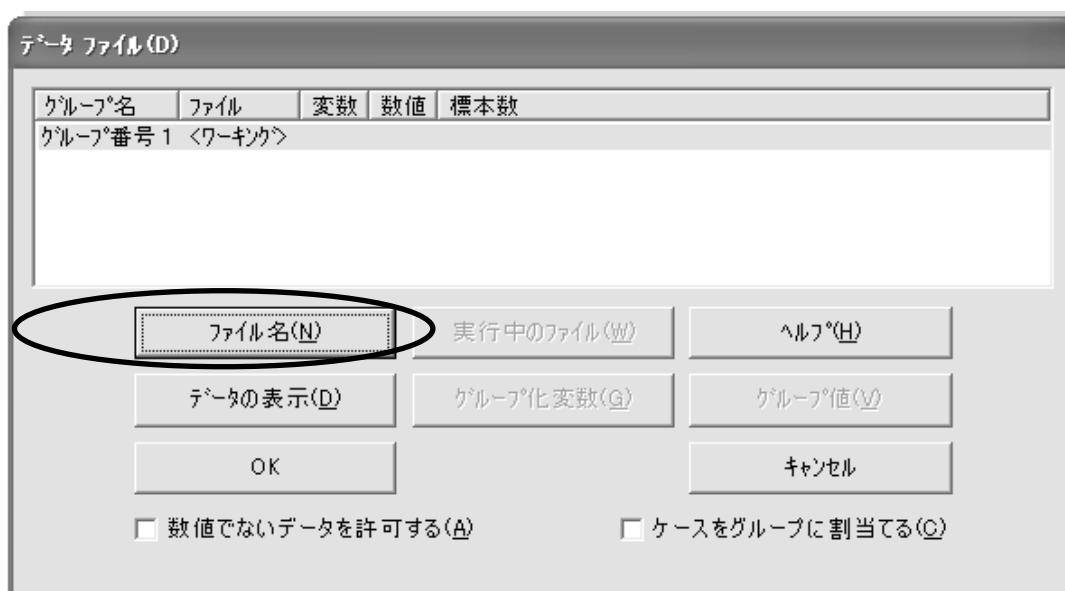 ﾃﾞｰﾀ ﾌｧｲﾙ(D)
ｸﾞﾙｰﾌﾟ名 ﾌｧｲﾙ 変数 数値 標本数
ｸﾞﾙｰﾌﾟ番号 1 <ﾜｰｷﾝｸﾞ>
ﾌｧｲﾙ名(N) 実行中のﾌｧｲﾙ(W) ﾍﾙﾌﾟ(H)
ﾃﾞｰﾀの表示(D) ｸﾞﾙｰﾌﾟ化変数(G) ｸﾞﾙｰﾌﾟ値(V)
OK ｷｬﾝｾﾙ
数値でないデータを許可する(A) ケースをグループに割当てる(C)